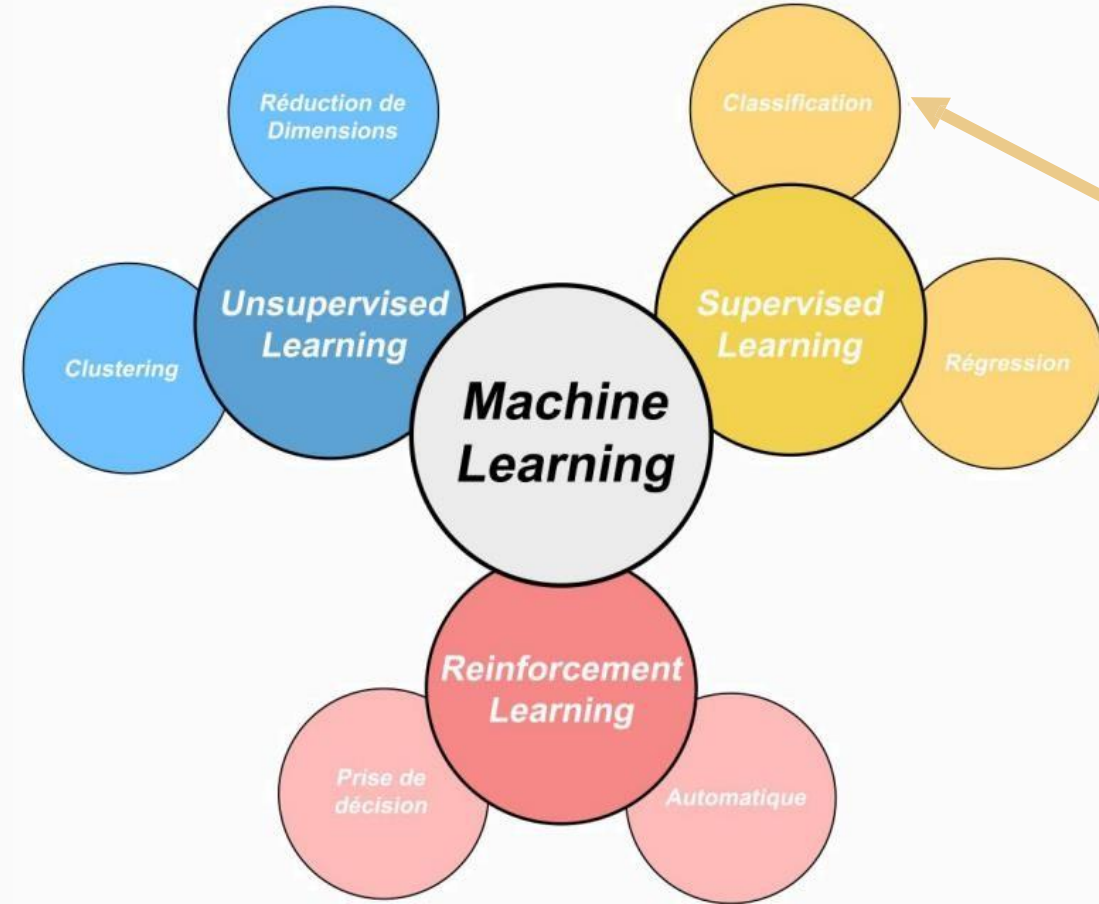 Réduction de
Dimensions
Classification
Unsupervised
Learning
Supervised
Learning
Clustering
Régression
Machine
Learning
Reinforcement
Learning
Prise de
décision
Automatique